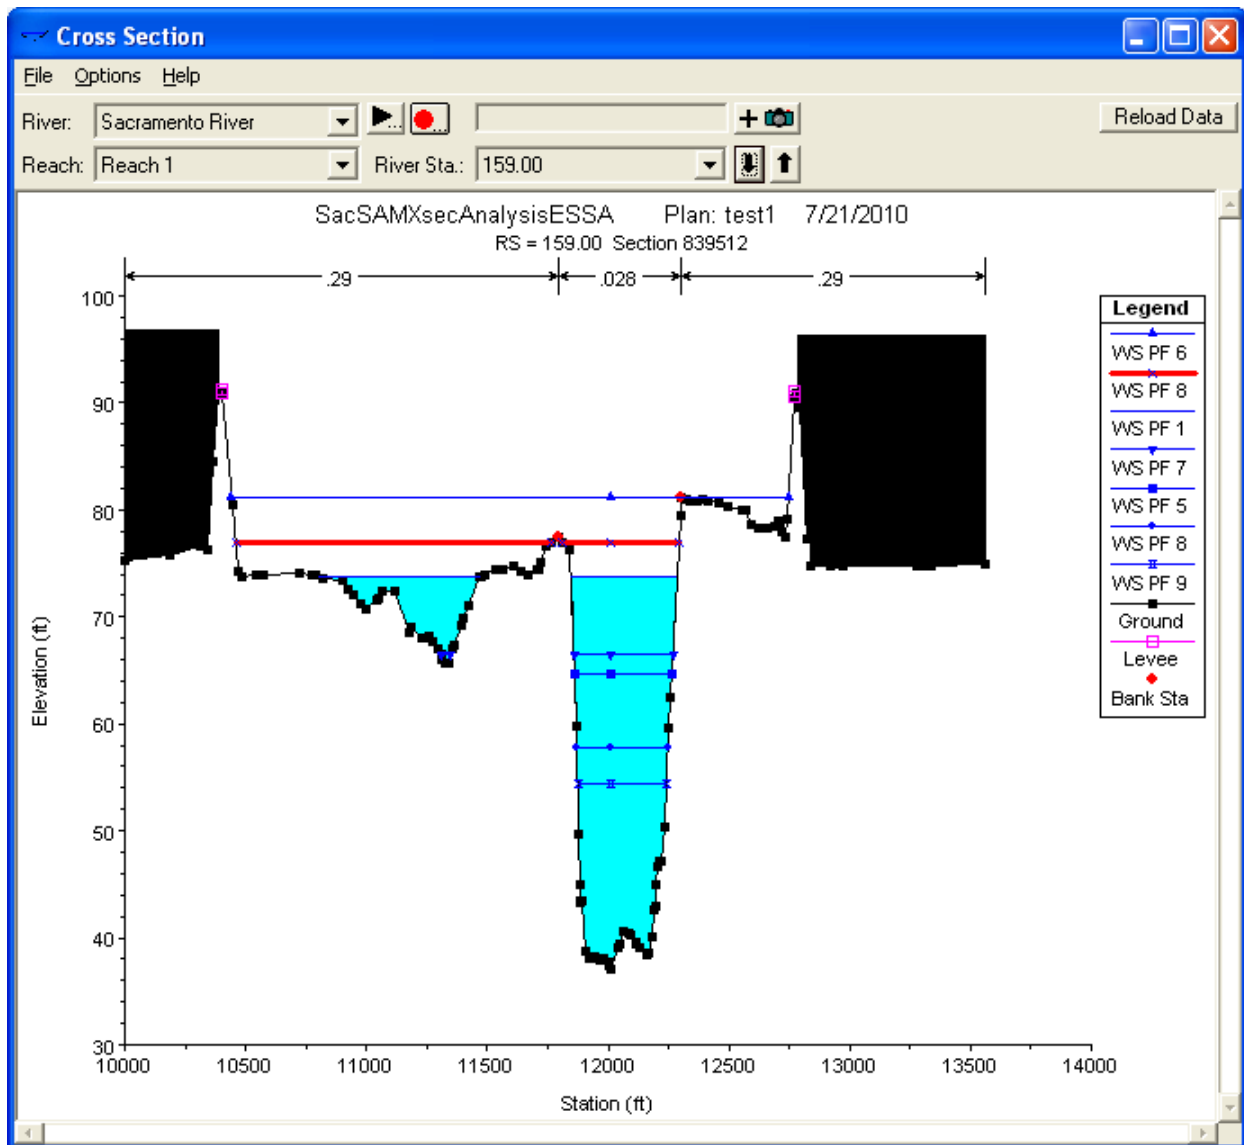 Cross Section
File Options Help
River: Sacramento River
Reload Data
Reach: Reach 1 River Sta.: 159.00
SacSAMXsecAnalysisESSA Plan: test1 7/21/2010
RS = 159.00 Section 839512
.29 .028 .29
Legend
WS PF 6
WS PF 8
WS PF 1
WS PF 7
WS PF 5
WS PF 8
WS PF 9
Ground
Levee
Bank Sta
Elevation (ft)
100
90
80
70
60
50
40
30
10000 10500 11000 11500 12000 12500 13000 13500 14000
Station (ft)